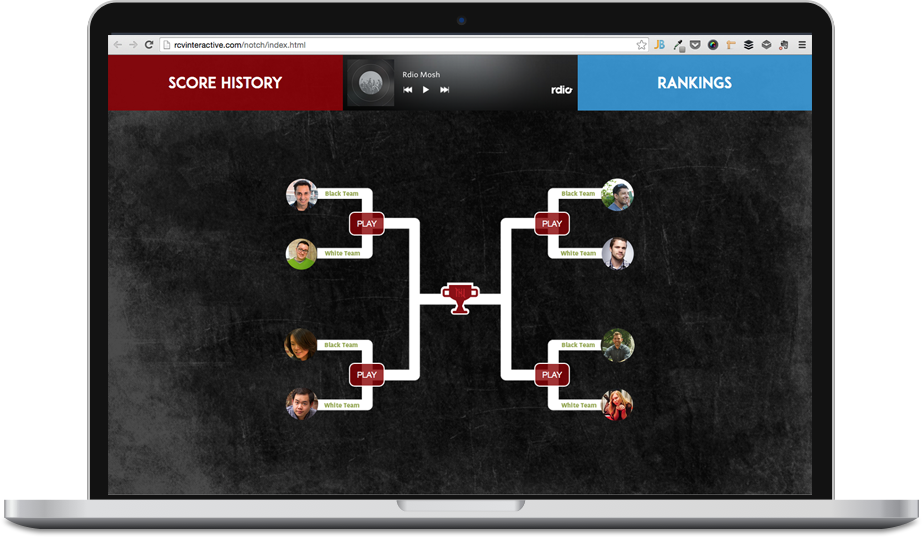 rcvinteractive.com/notch/index.html
JB
SCORE HISTORY
Rdio Mosh
rdio
RANKINGS
Black Team
PLAY
White Team
Black Team
PLAY
White Team
Black Team
PLAY
White Team
Black Team
PLAY
White Team